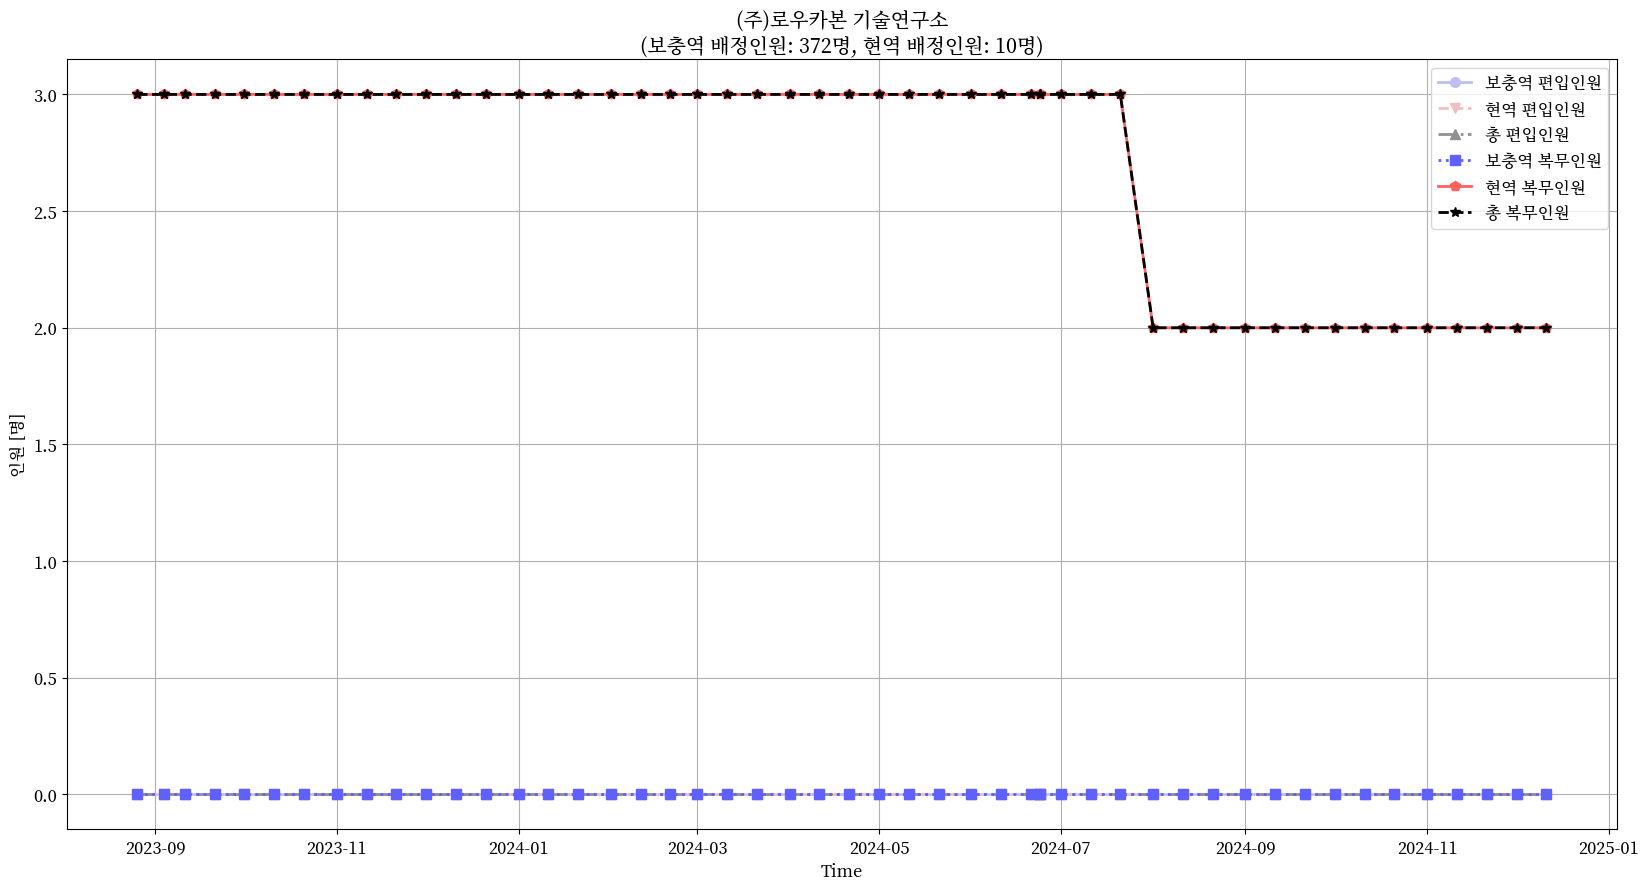 (주)로우카본 기술연구소
(보충역 배정인원: 372명, 현역 배정인원: 10명)
보충역 편입인원
현역 편입인원
총 편입인원
보충역 복무인원
현역 복무인원
총 복무인원
인원 [명]
3.0
2.5
2.0
1.5
1.0
0.5
0.0
2023-09 2023-11 2024-01 2024-03 2024-05 2024-07 2024-09 2024-11 2025-01
Time